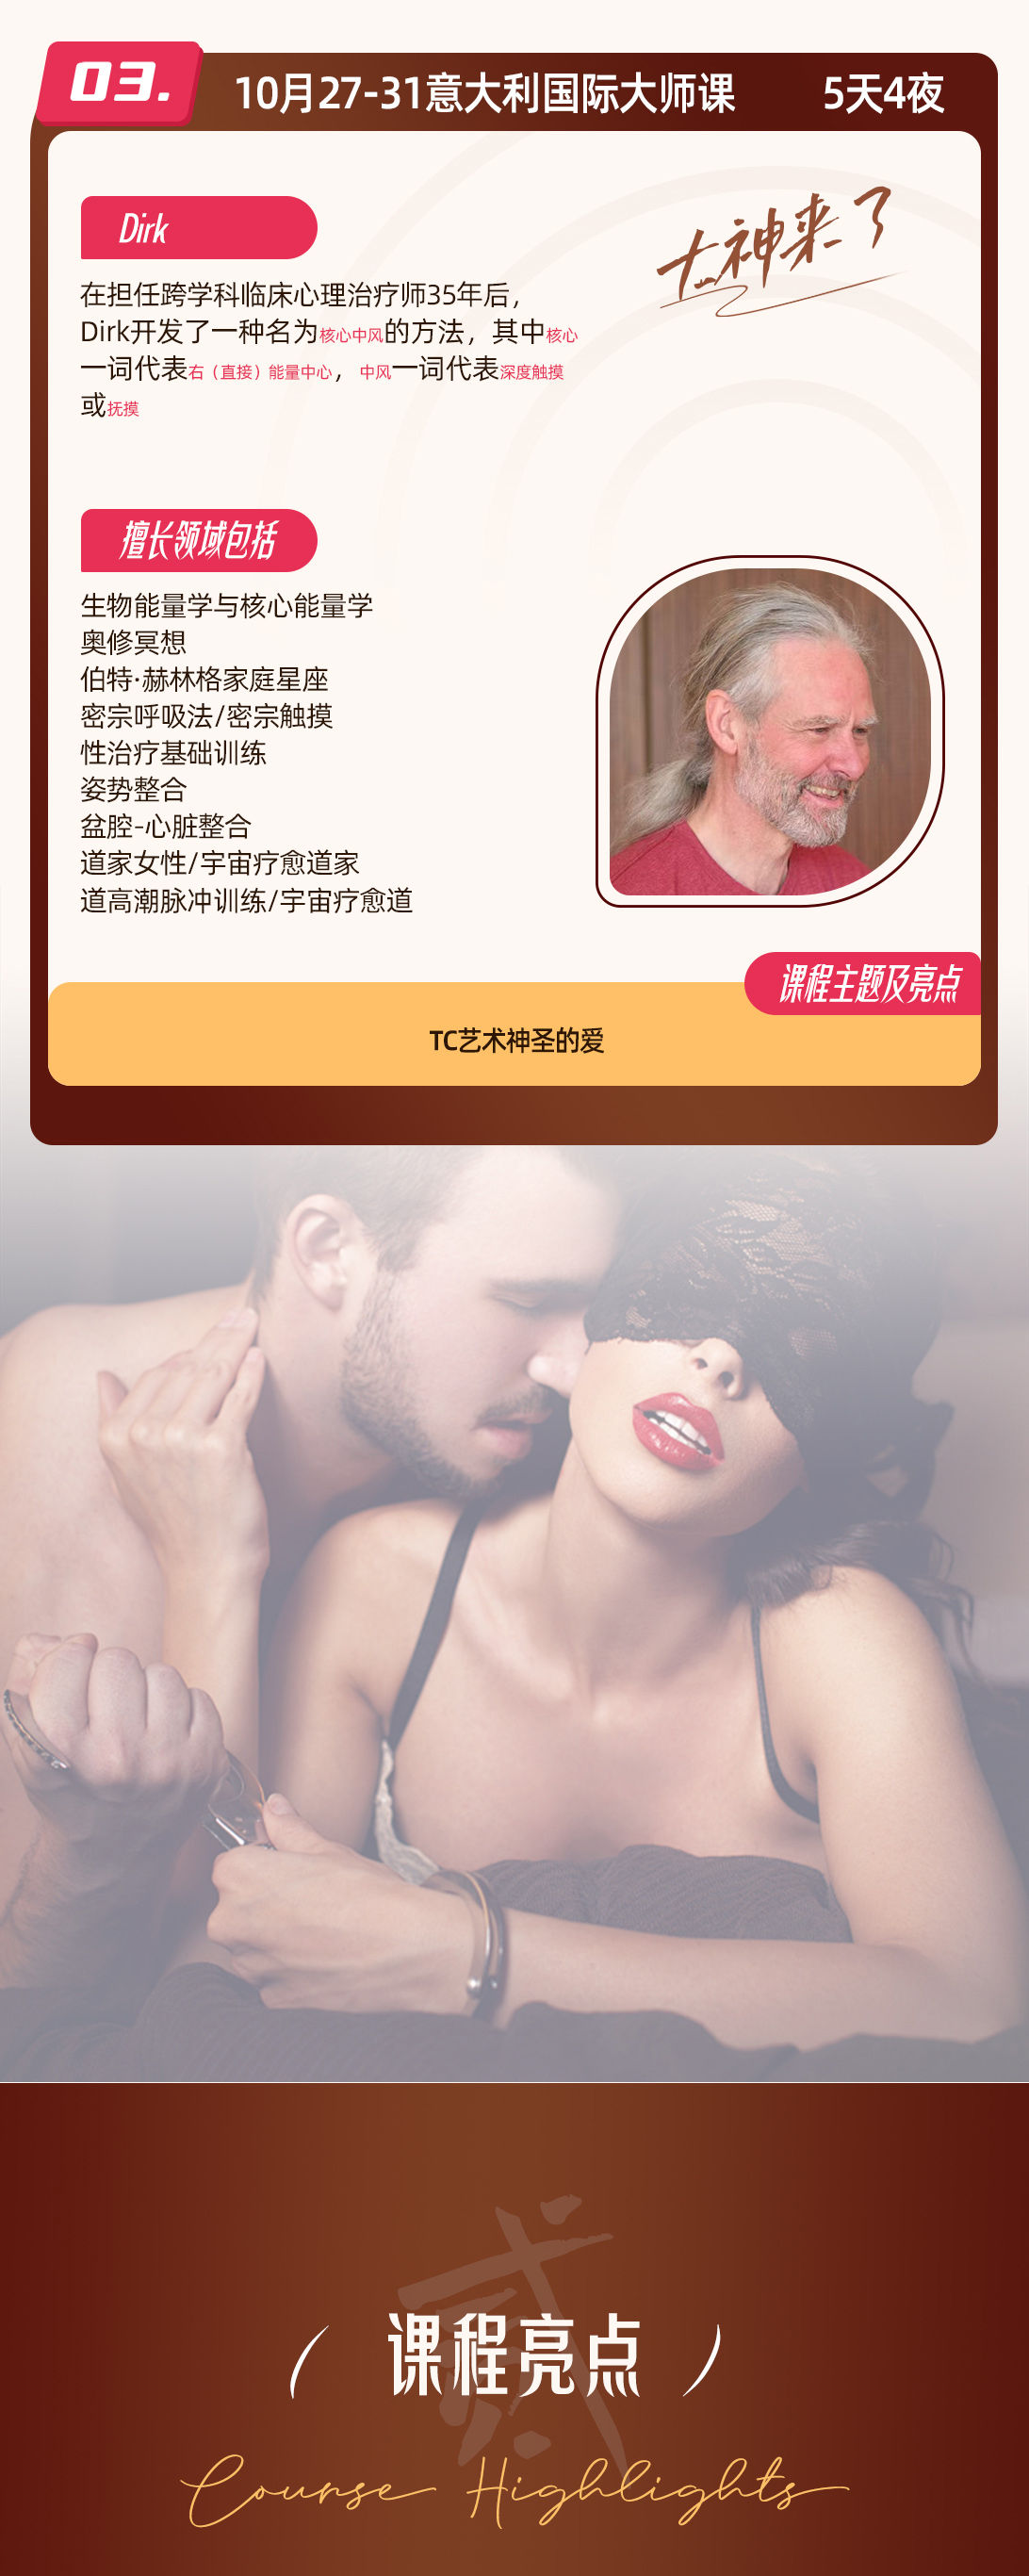 03.
10月27-31意大利国际大师课 5天4夜
大神来了
Dirk
在担任跨学科临床心理治疗师35年后，
Dirk开发了一种名为核心中风的方法，其中核心
一词代表右（直接）能量中心，中风一词代表深度触摸
或抚摸
擅长领域包括
生物能量学与核心能量学
奥修冥想
伯特·赫林格家庭星座
密宗呼吸法/密宗触摸
性治疗基础训练
姿势整合
盆腔-心脏整合
道家女性/宇宙疗愈道家
道高潮脉冲训练/宇宙疗愈道
课程主题及亮点
TC艺术神圣的爱
贰
（ 课程亮点 ）
Course Highlights